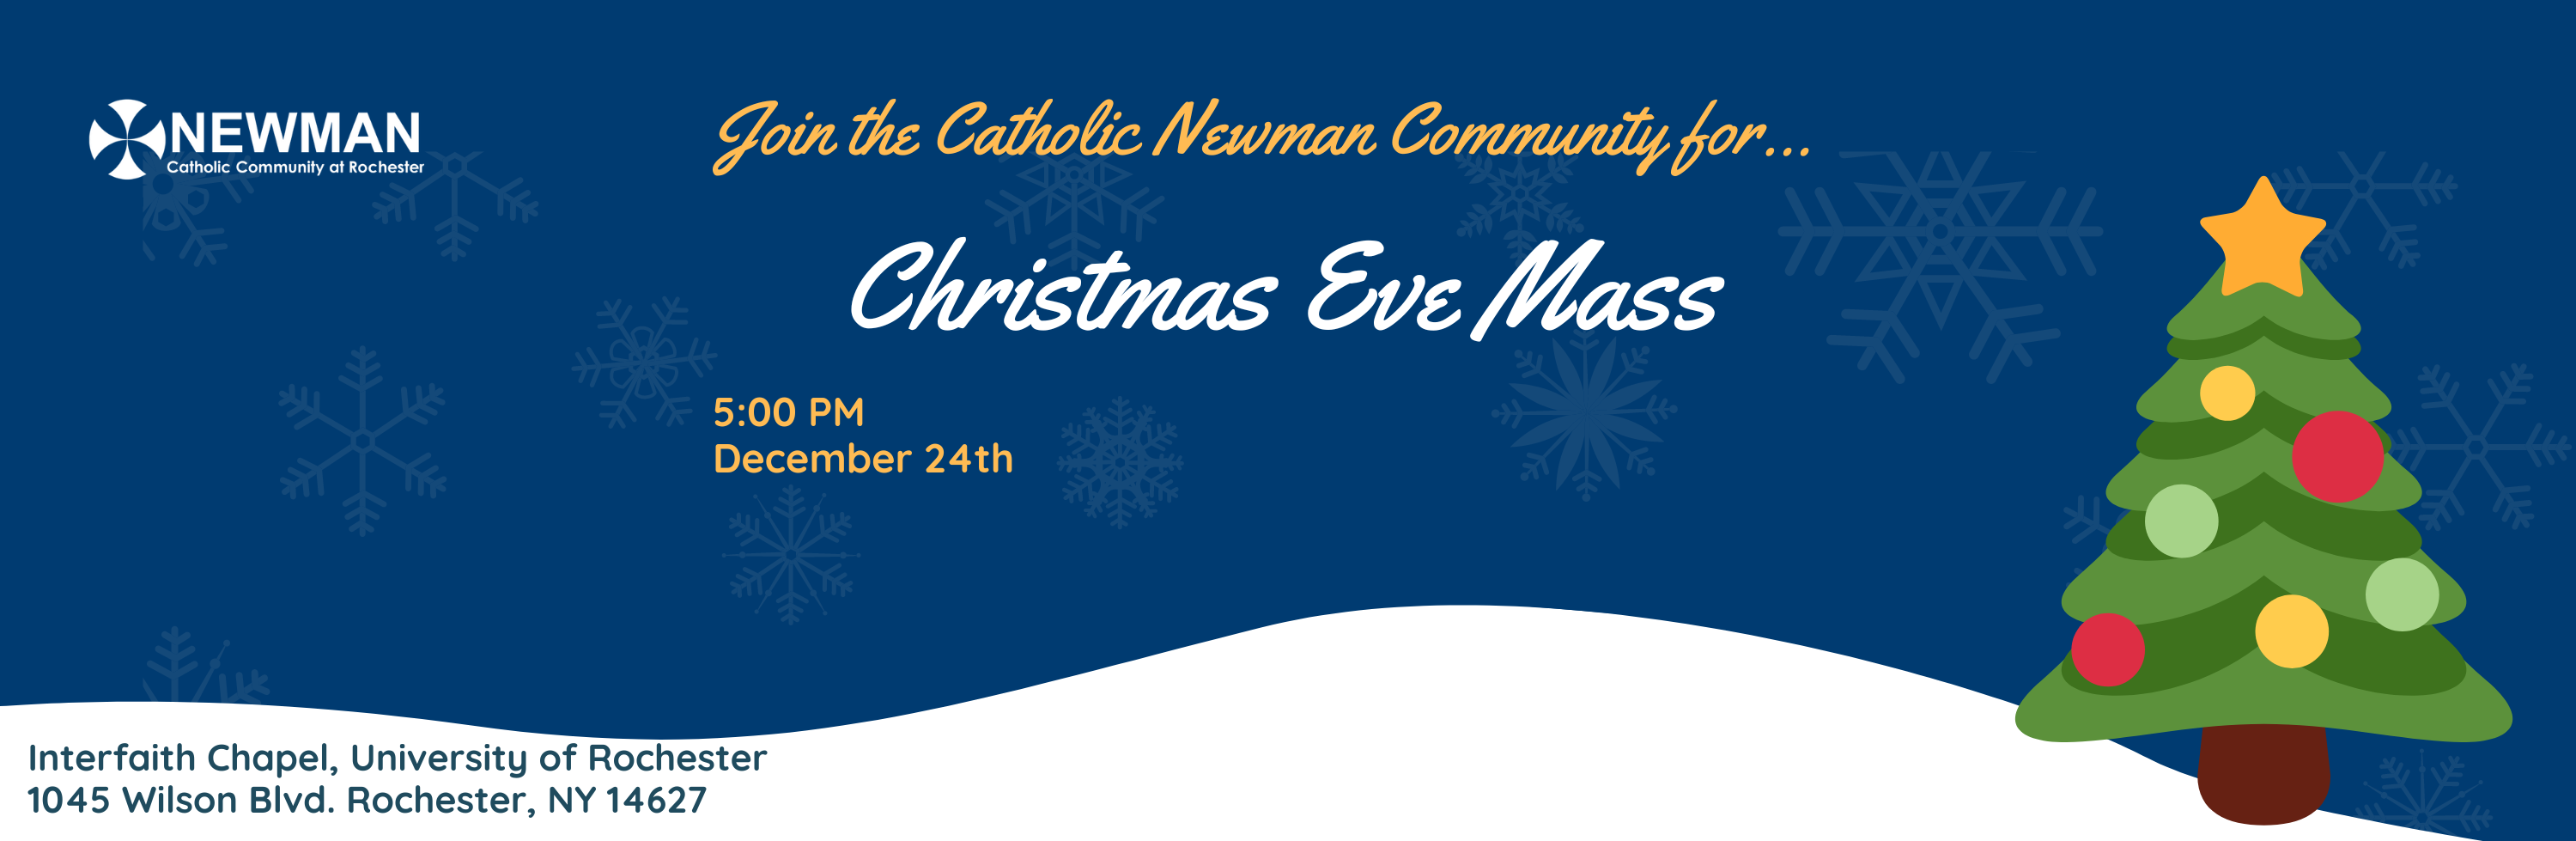 NEWMAN
Catholic Community at Rochester
Join the Catholic Newman Community for...
Christmas Eve Mass
5:00 PM
December 24th
Interfaith Chapel, University of Rochester
1045 Wilson Blvd. Rochester, NY 14627